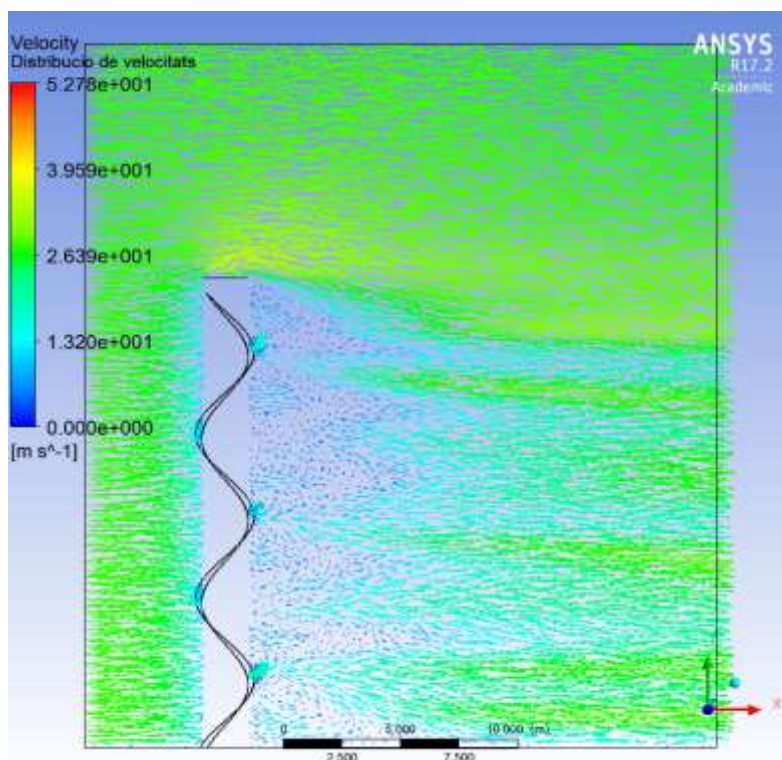 Velocity
Distribucio de velocitats
5.278e+001
3.959e+001
2.639e+001
1.320e+001
0.000e+000
[m s^-1]
ANSYS
R17.2
Academic
0 5.000 10.000 (m)
2.500 7.500
X